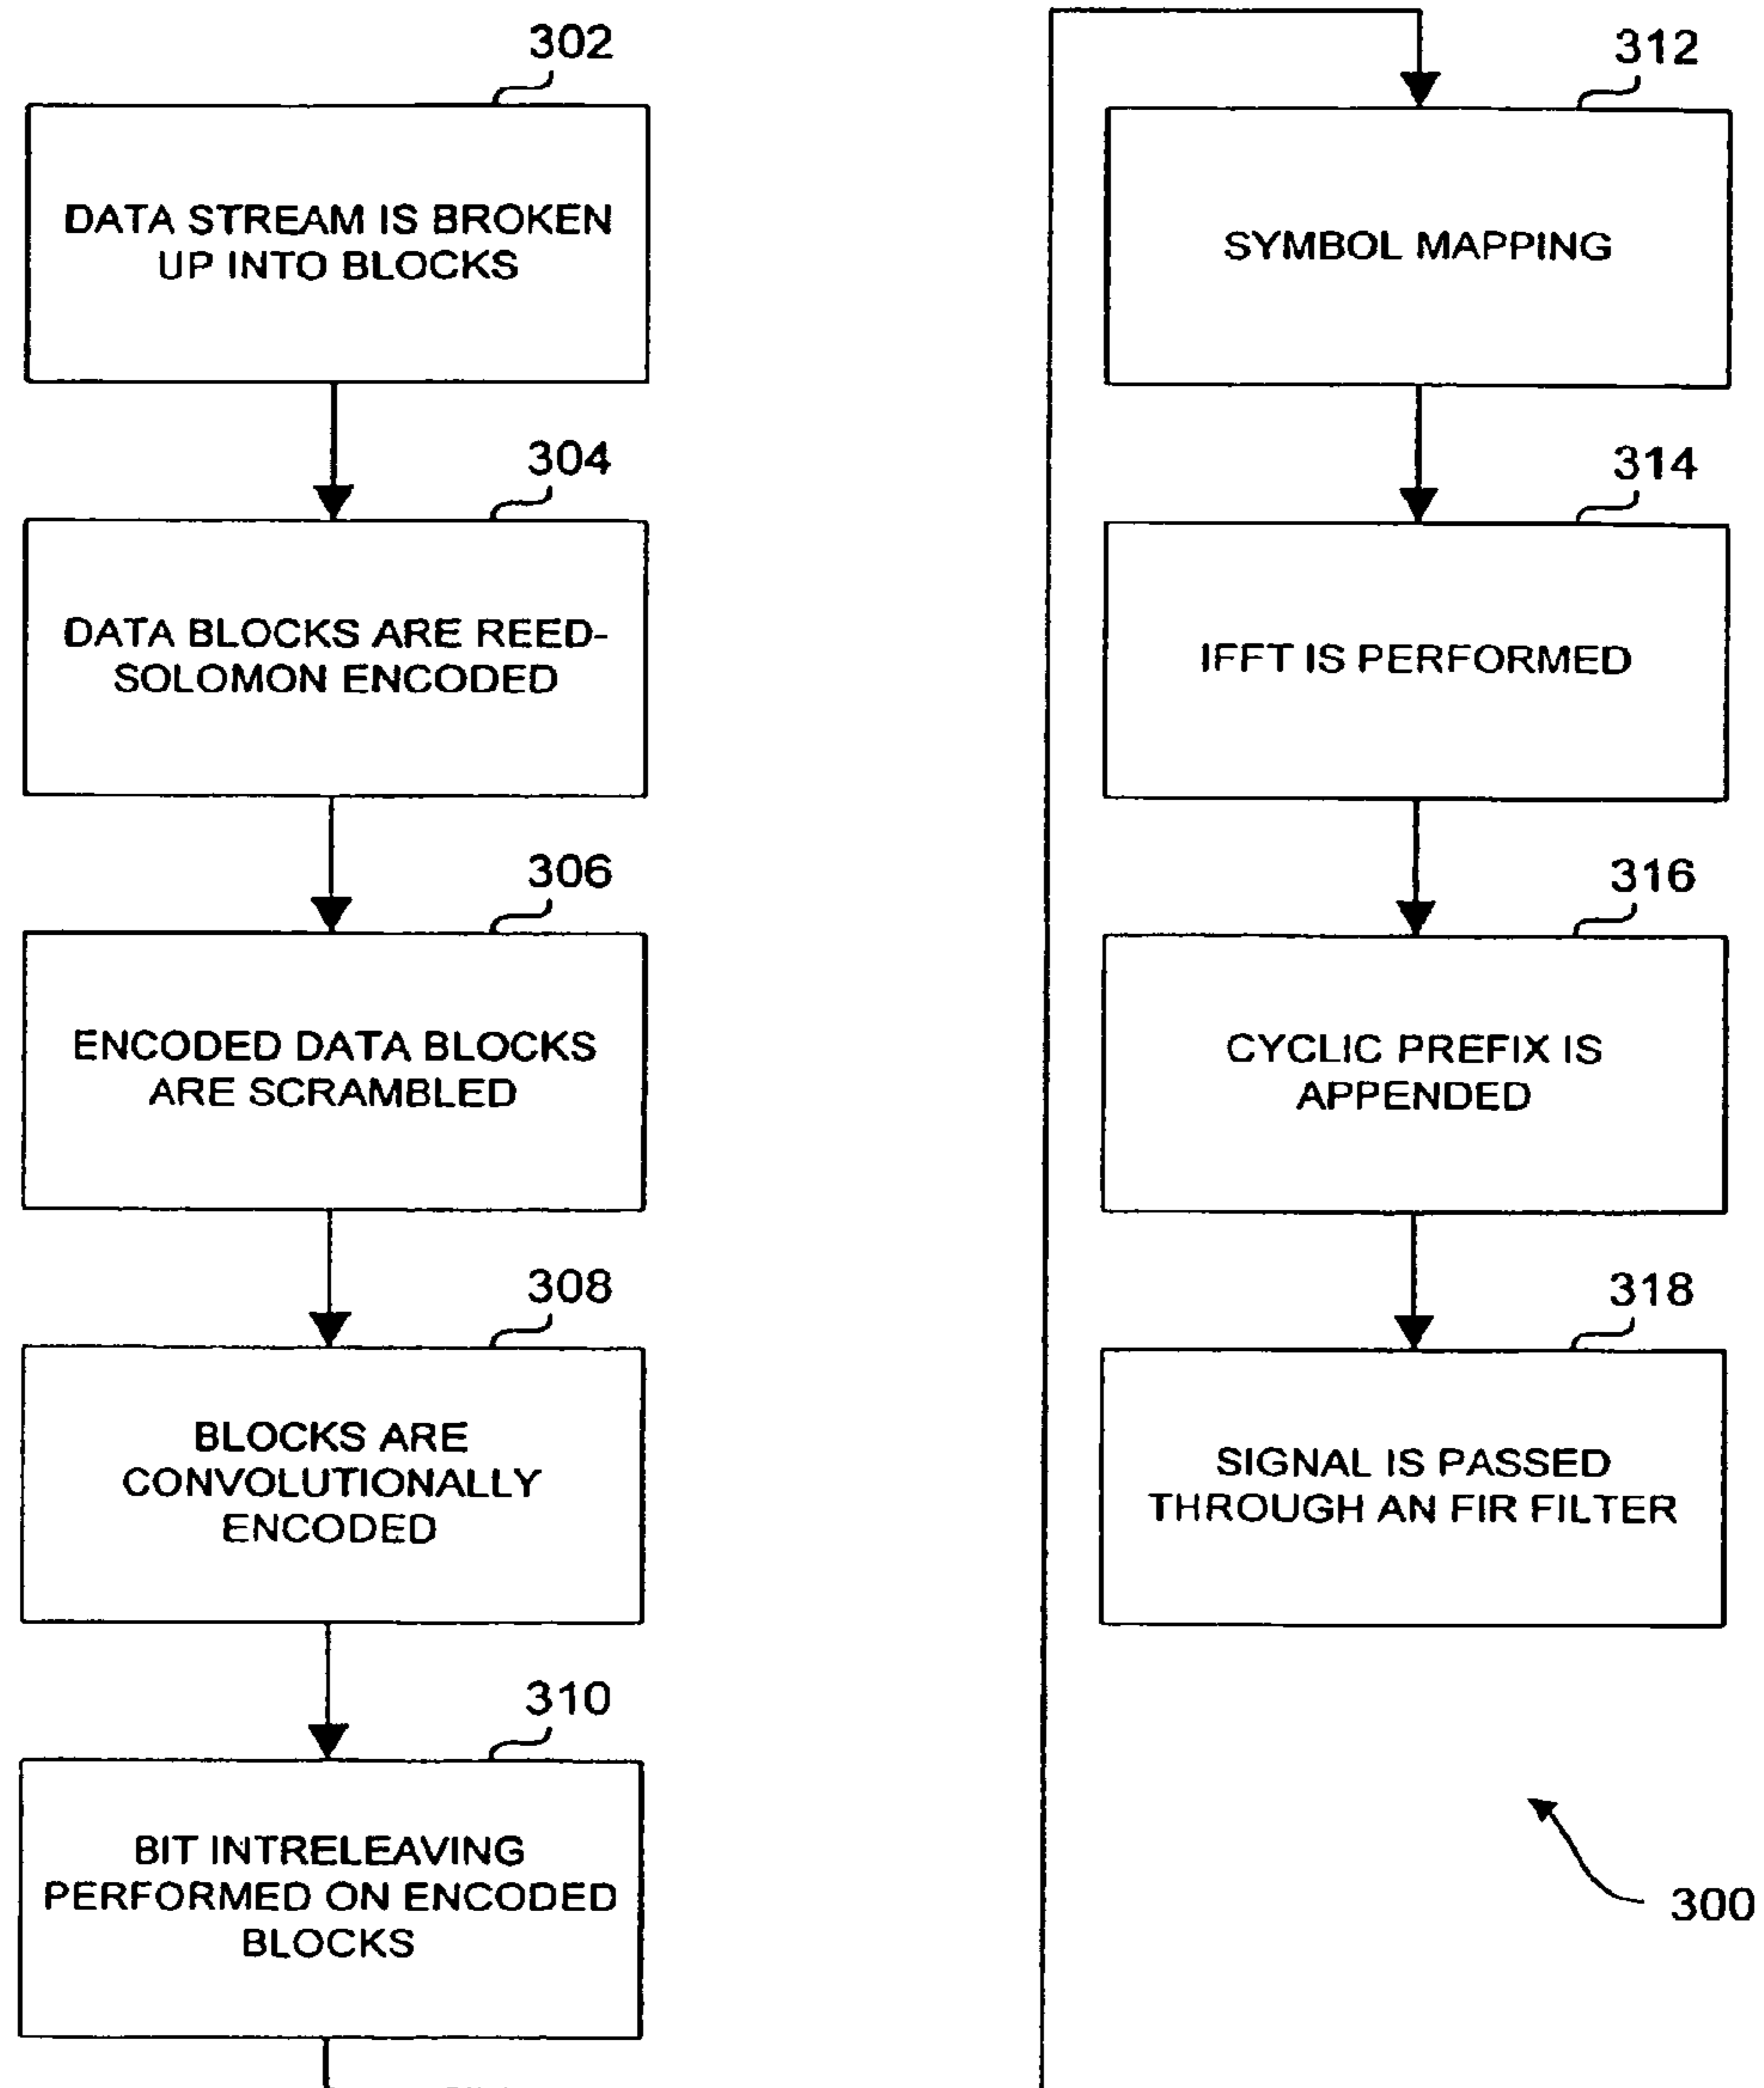 302
DATA STREAM IS BROKEN
UP INTO BLOCKS
304
DATA BLOCKS ARE REED-
SOLOMON ENCODED
306
ENCODED DATA BLOCKS
ARE SCRAMBLED
308
BLOCKS ARE
CONVOLUTIONALLY
ENCODED
310
BIT INTRELEAVING
PERFORMED ON ENCODED
BLOCKS
312
SYMBOL MAPPING
314
IFFT IS PERFORMED
316
CYCLIC PREFIX IS
APPENDED
318
SIGNAL IS PASSED
THROUGH AN FIR FILTER
300